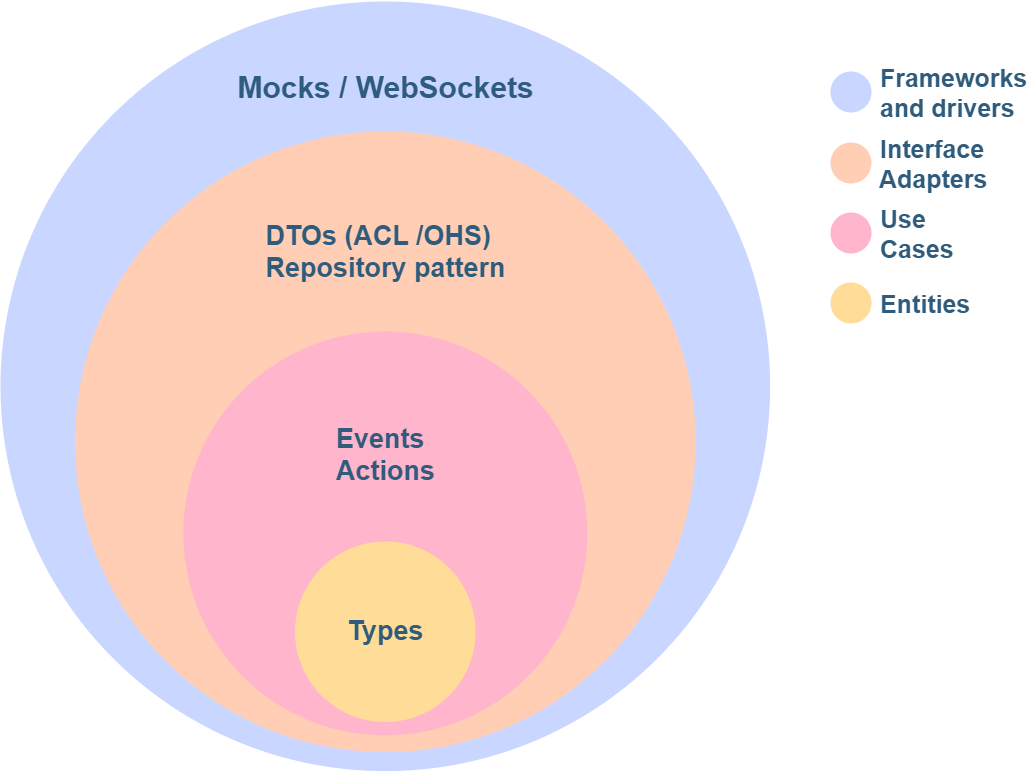 Mocks / WebSockets
DTOs (ACL /OHS)
Repository pattern
Events
Actions
Types
Frameworks
and drivers
Interface
Adapters
Use
Cases
Entities